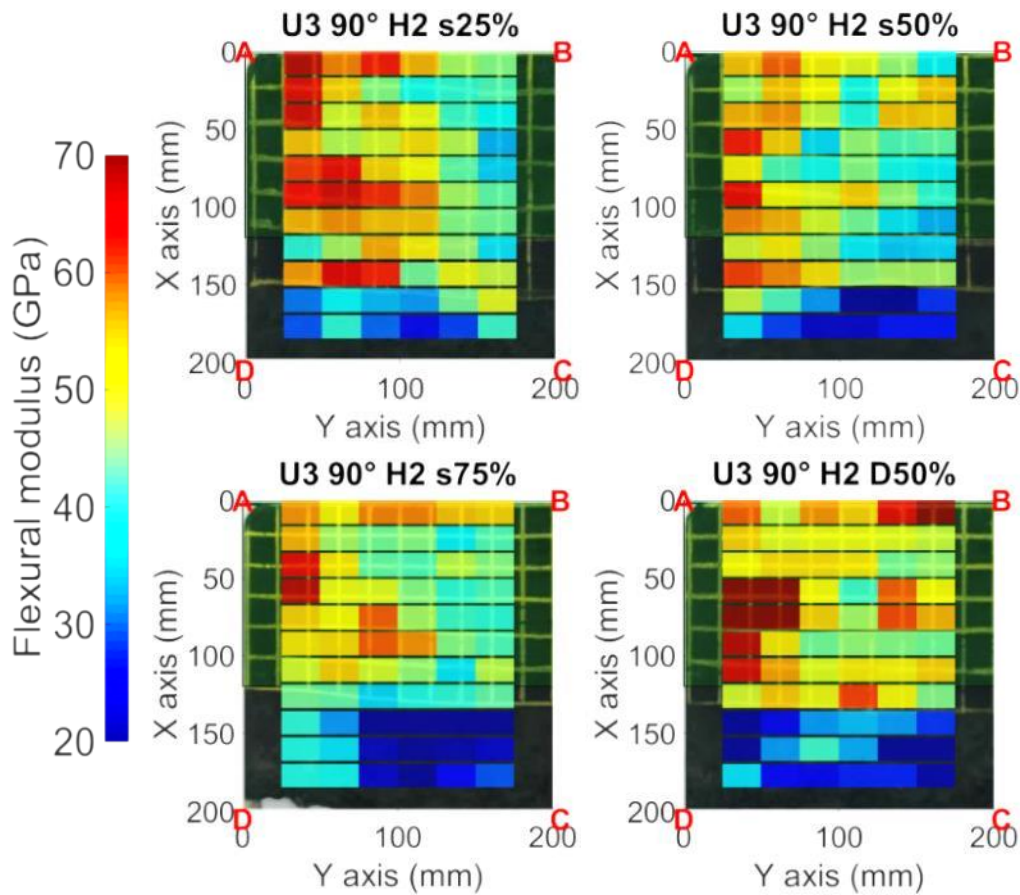 U3 90° H2 s25%
U3 90° H2 s50%
A
B
A
B
0
50
100
150
200
X axis (mm)
D
C
0
100
200
Y axis (mm)
0
50
100
150
200
X axis (mm)
D
C
0
100
200
Y axis (mm)
70
60
50
40
30
20
Flexural modulus (GPa)
U3 90° H2 s75%
U3 90° H2 D50%
A
B
A
B
0
50
100
150
200
X axis (mm)
D
C
0
100
200
Y axis (mm)
0
50
100
150
200
X axis (mm)
D
C
0
100
200
Y axis (mm)